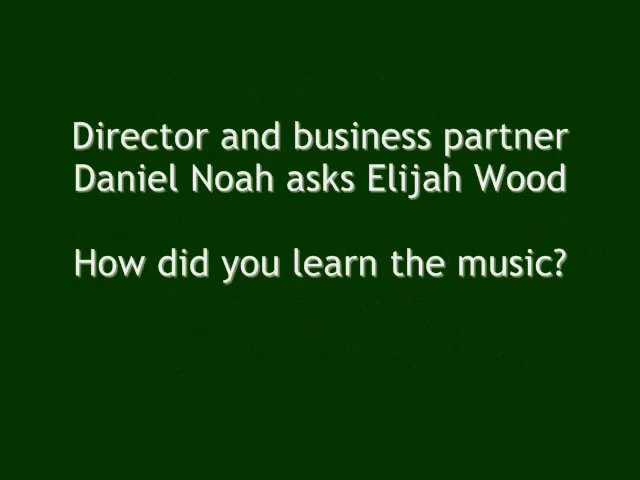 Director and business partner
Daniel Noah asks Elijah Wood
How did you learn the music?